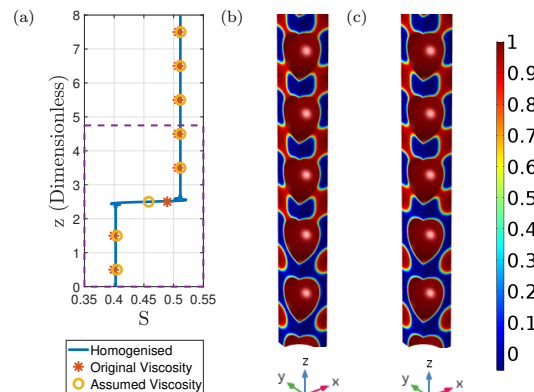 (a)
(b)
(c)
8
7
6
5
4
3
2
1
0
z (Dimensionless)
0.35 0.4 0.45 0.5 0.55
S
Homogenised
Original Viscosity
Assumed Viscosity
z
y
x
z
y
x
1
0.9
0.8
0.7
0.6
0.5
0.4
0.3
0.2
0.1
0